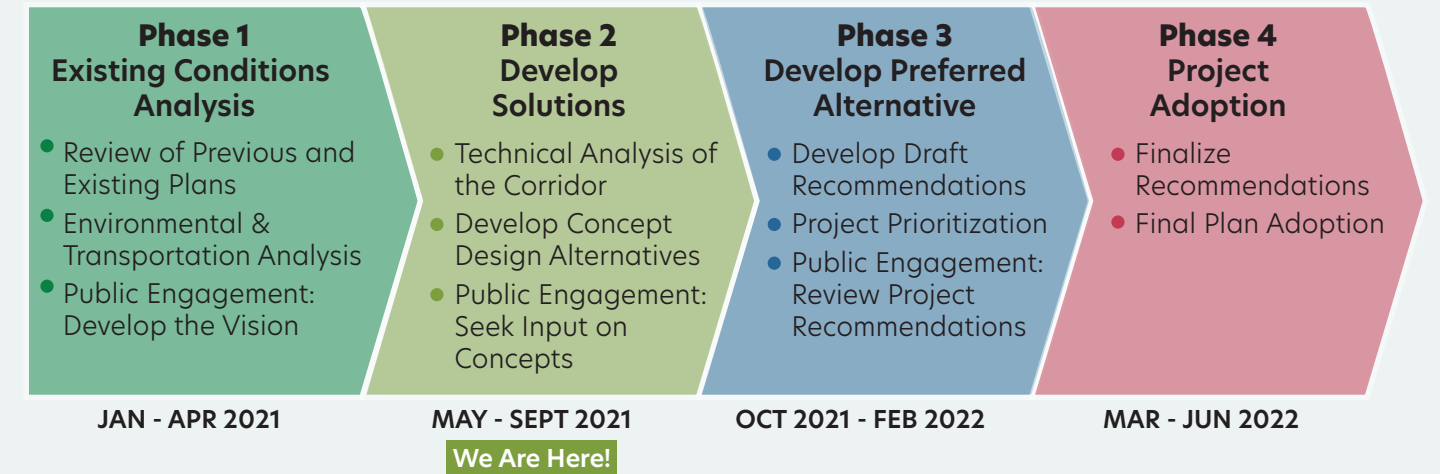 Phase 1
Existing Conditions
Analysis
• Review of Previous and
Existing Plans
• Environmental &
Transportation Analysis
• Public Engagement:
Develop the Vision
JAN - APR 2021
Phase 2
Develop
Solutions
• Technical Analysis of
the Corridor
• Develop Concept
Design Alternatives
• Public Engagement:
Seek Input on
Concepts
MAY - SEPT 2021
We Are Here!
Phase 3
Develop Preferred
Alternative
• Develop Draft
Recommendations
• Project Prioritization
• Public Engagement:
Review Project
Recommendations
OCT 2021 - FEB 2022
Phase 4
Project
Adoption
• Finalize
Recommendations
• Final Plan Adoption
MAR - JUN 2022